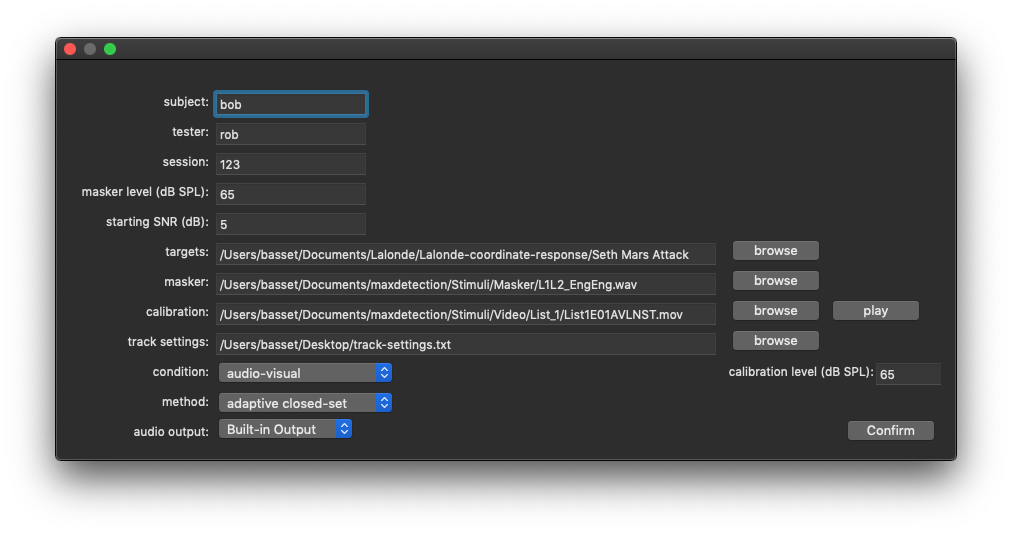 subject: bob
tester: rob
session: 123
masker level (dB SPL): 65
starting SNR (dB): 5
targets: /Users/basset/Documents/Lalonde/Lalonde-coordinate-response/Seth Mars Attack browse
masker: /Users/basset/Documents/maxdetection/Stimuli/Masker/L1L2_EngEng.wav browse
calibration: /Users/basset/Documents/maxdetection/Stimuli/Video/List_1/List1E01AVLNST.mov browse play
track settings: /Users/basset/Desktop/track-settings.txt browse
condition: audio-visual calibration level (dB SPL): 65
method: adaptive closed-set
audio output: Built-in Output Confirm